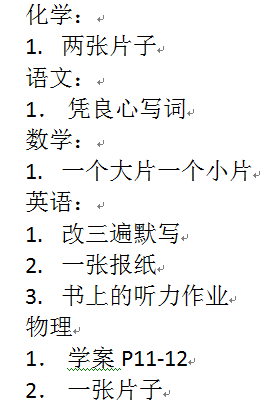 化学：
1. 两张片子
语文：
1. 凭良心写词
数学：
1. 一个大片一个小片
英语：
1. 改三遍默写
2. 一张报纸
3. 书上的听力作业
物理
1. 学案 P11-12
2. 一张片子